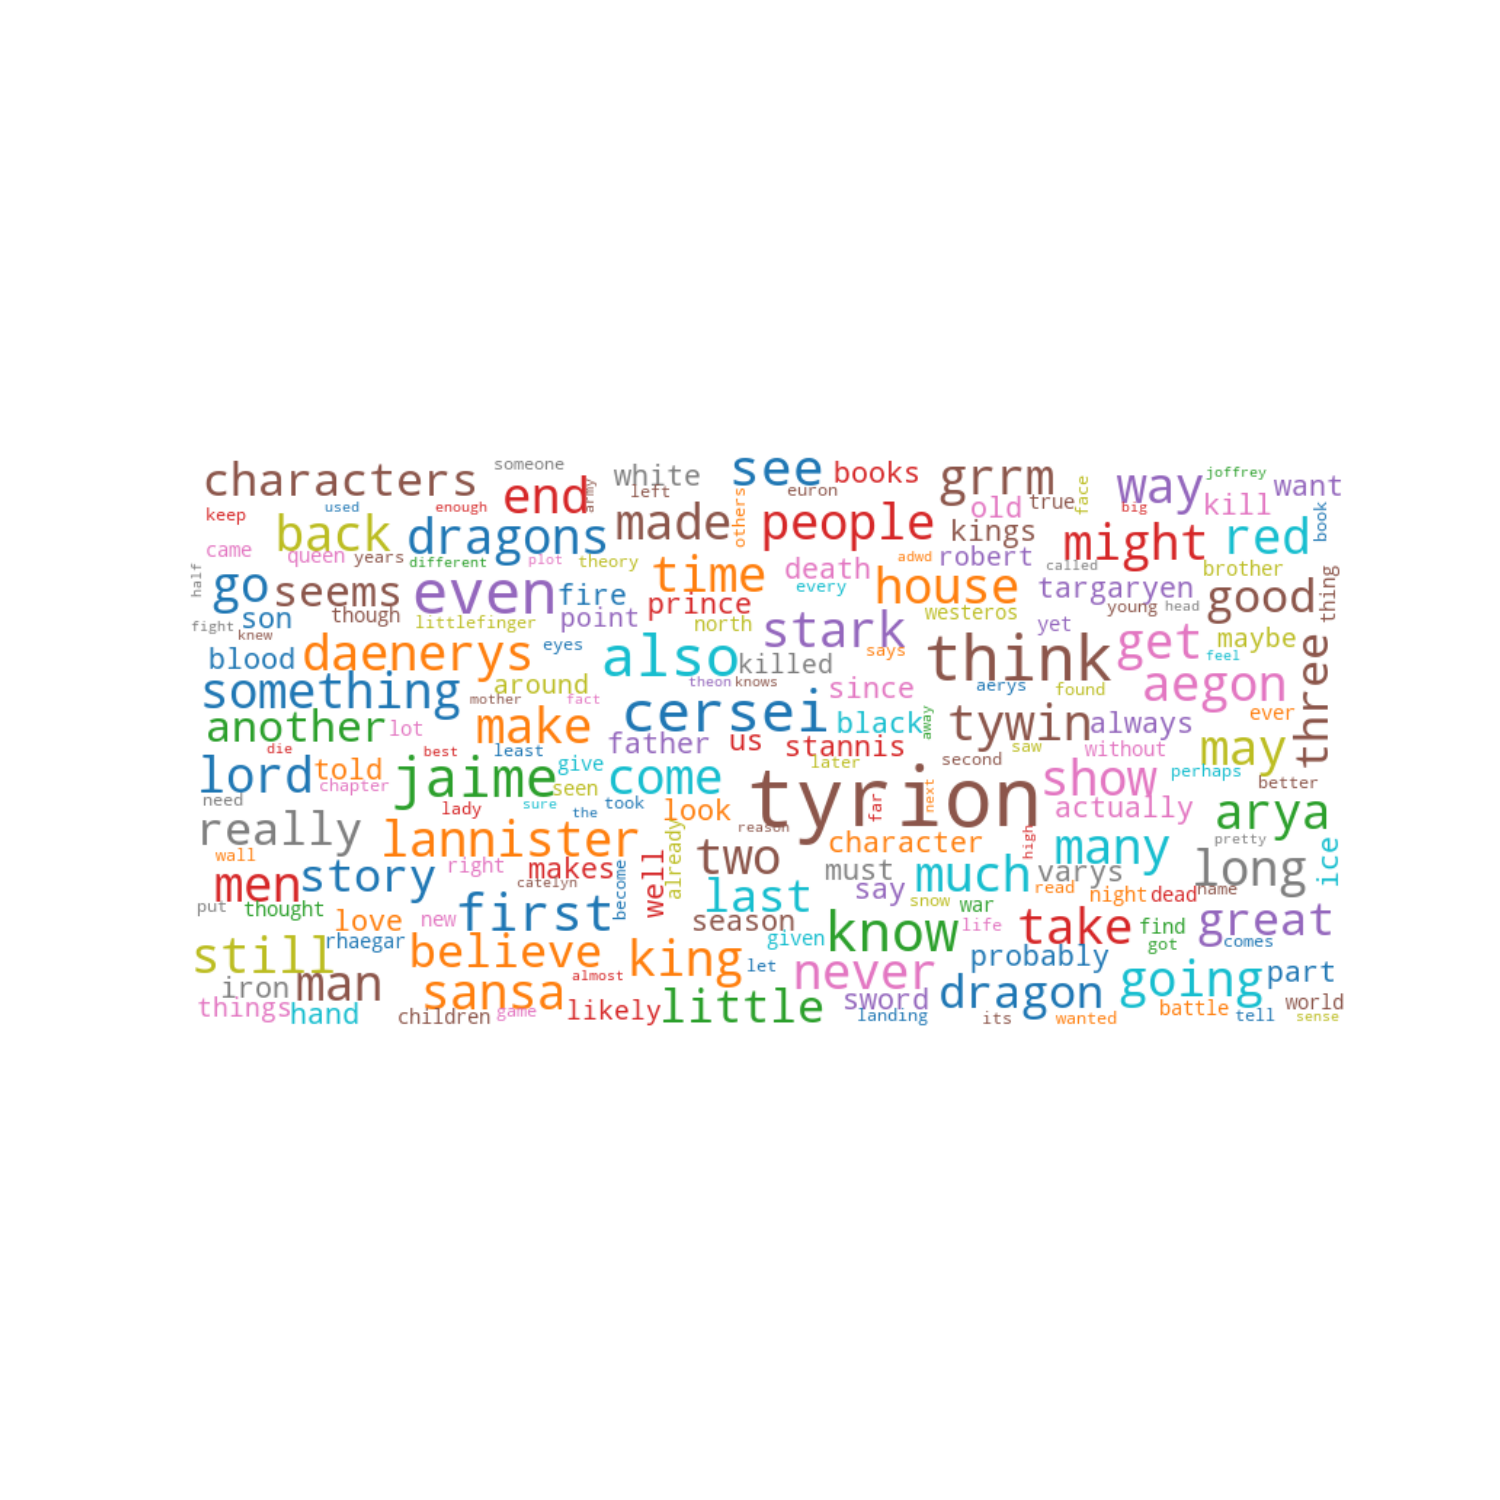 characters someone white see books grrm way joffrey want
end army left others euron old true face big kill
keep used enough made people kings might red book
back dragons
came queen years different plot theory time death robert adwd called brother
half go seems even fire prince every house targaryen good thing
son though littlefinger point north stark westeros young head
fight knew yet
blood daenerys eyes also killed says think get maybe feel
something around theon knows since aerys found aegon three
mother fact
another lot make cersei black away tywin always ever
father us stannis saw without may
die best least later second
lord told jaime give come tyrion show perhaps better
chapter seen far next
need lady sure the took look actually arya
really lannister reason character high many pretty ice
wall already two
men story right makes well must much varys long
catelyn become last say read night dead name
put thought love new first season snow war life take find great
still rhaegar believe king given know got comes
let never probably
iron man sansa almost dragon going part
things hand children game likely little sword landing its wanted battle tell world sense